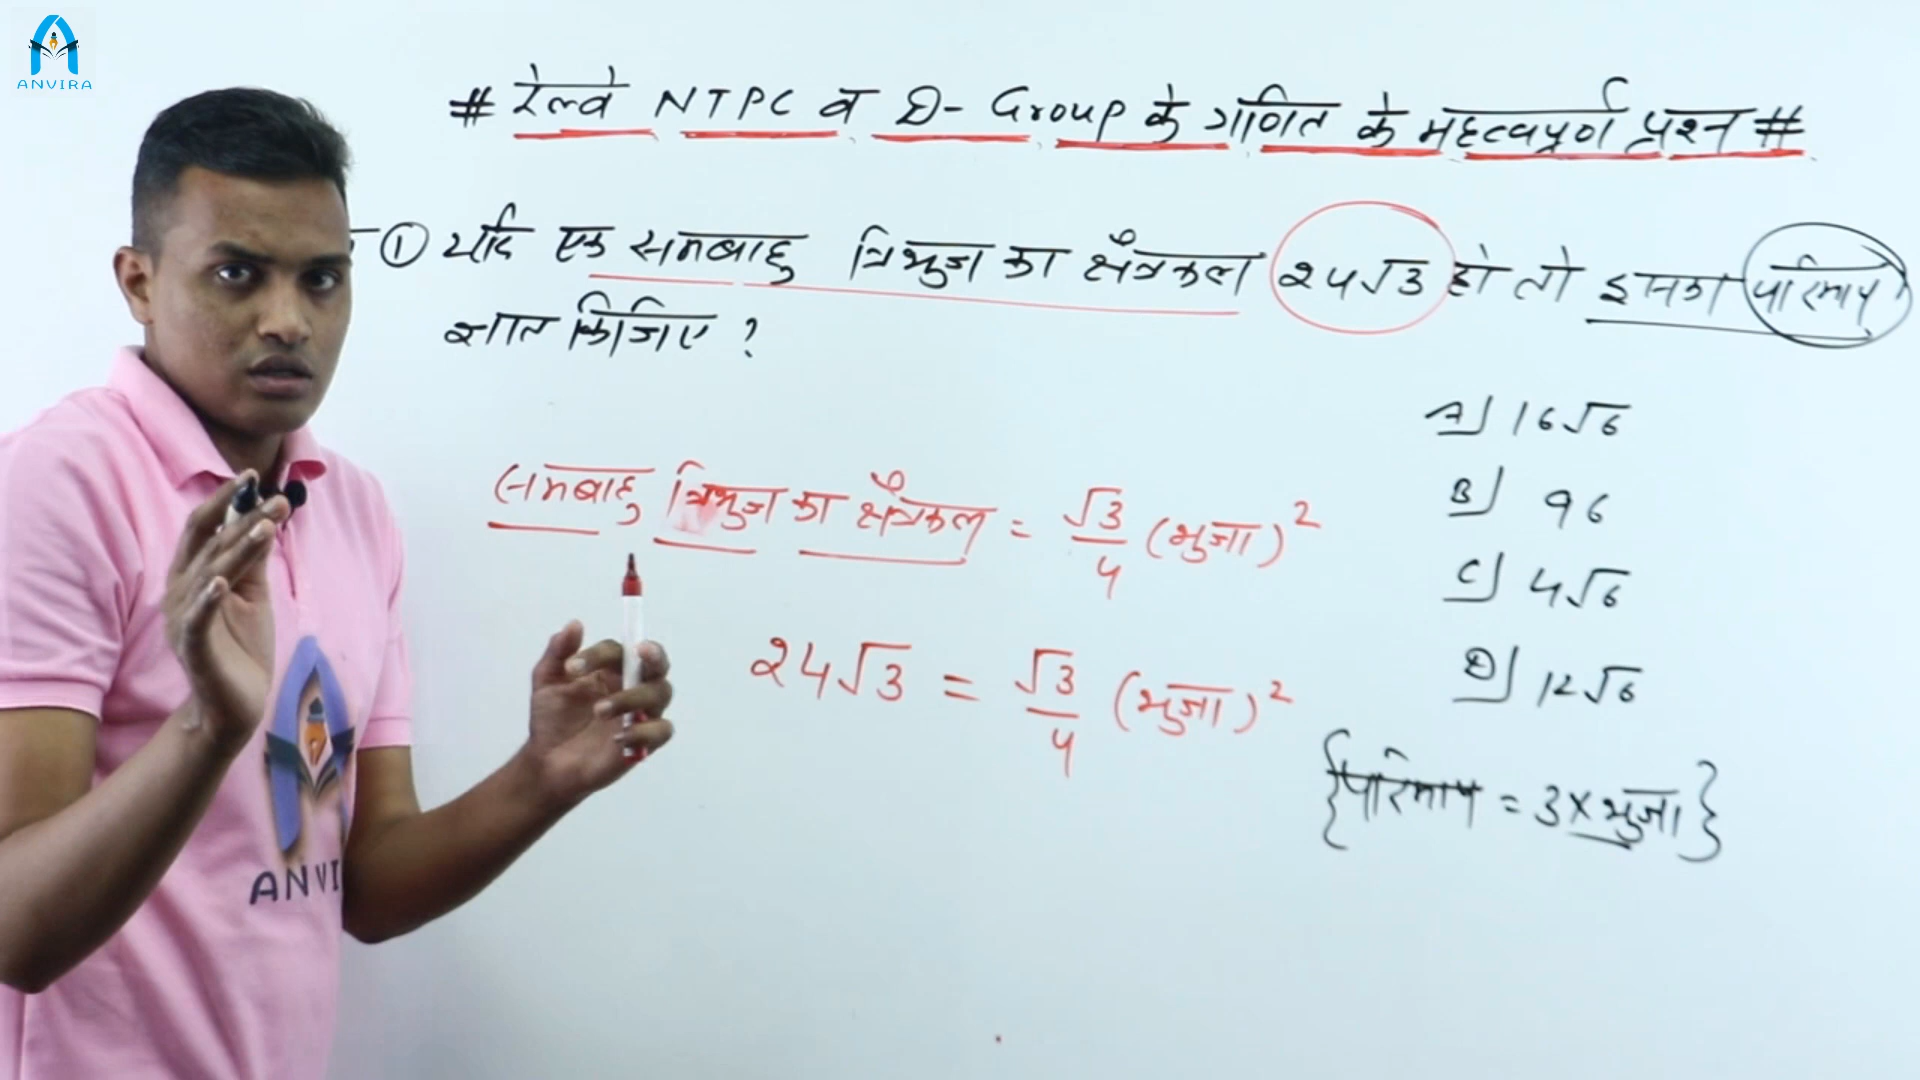 ANVIRA
# रेल्वे NTPC व D- Group के गणित के महत्वपूर्ण प्रश्न #
① यदि एक समबाहु त्रिभुज का क्षेत्रफल 24√3 हो तो इसका परिमाप
ज्ञात किजिए ?
A) 16√6
B) 96
C) 4√6
D) 12√6
समबाहु त्रिभुज का क्षेत्रफल = √3/4 (भुजा)²
24√3 = √3/4 (भुजा)²
{परिमाप = 3 × भुजा}
ANVI